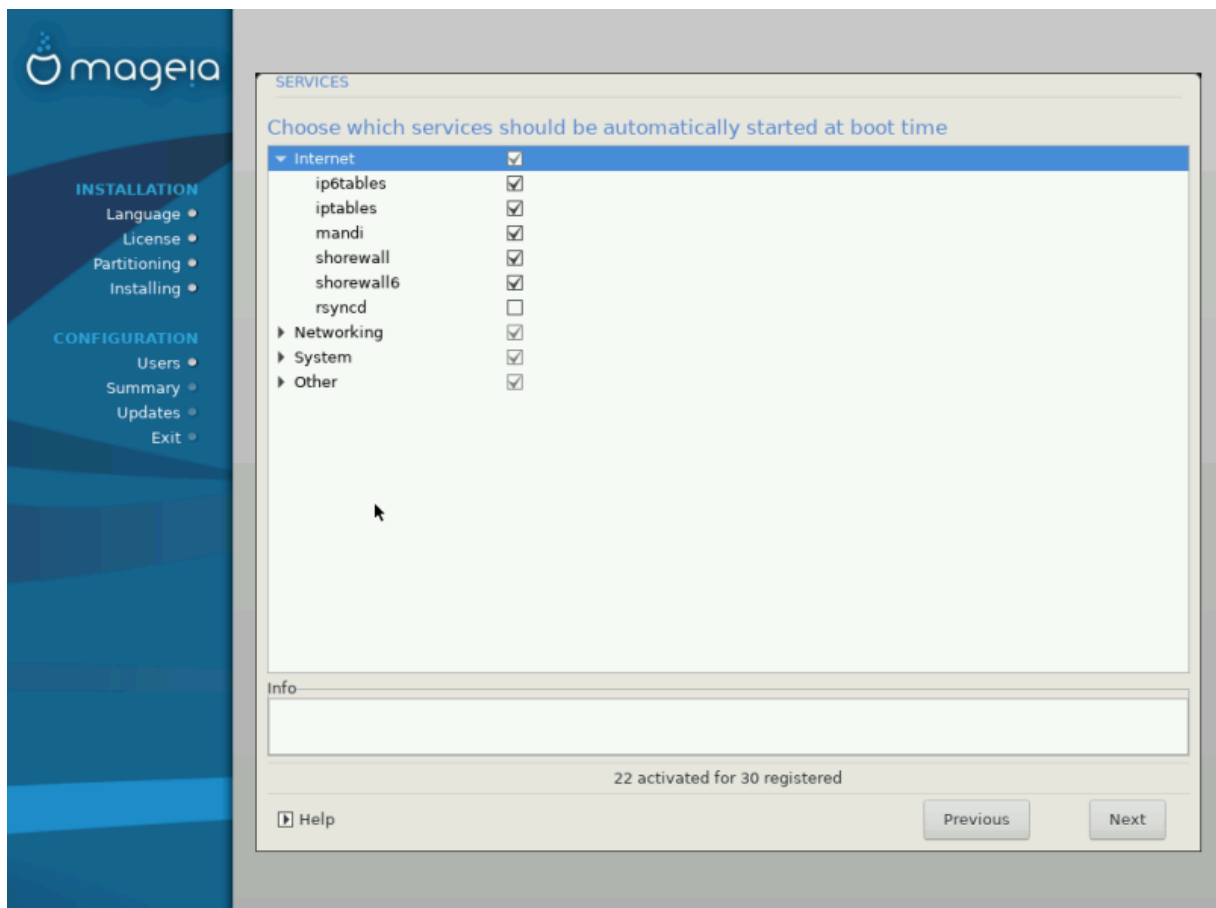 mageia
INSTALLATION
Language
License
Partitioning
Installing
CONFIGURATION
Users
Summary
Updates
Exit
SERVICES
Choose which services should be automatically started at boot time
Internet
ip6tables
iptables
mandi
shorewall
shorewall6
rsyncd
Networking
System
Other
Info
22 activated for 30 registered
Help
Previous
Next